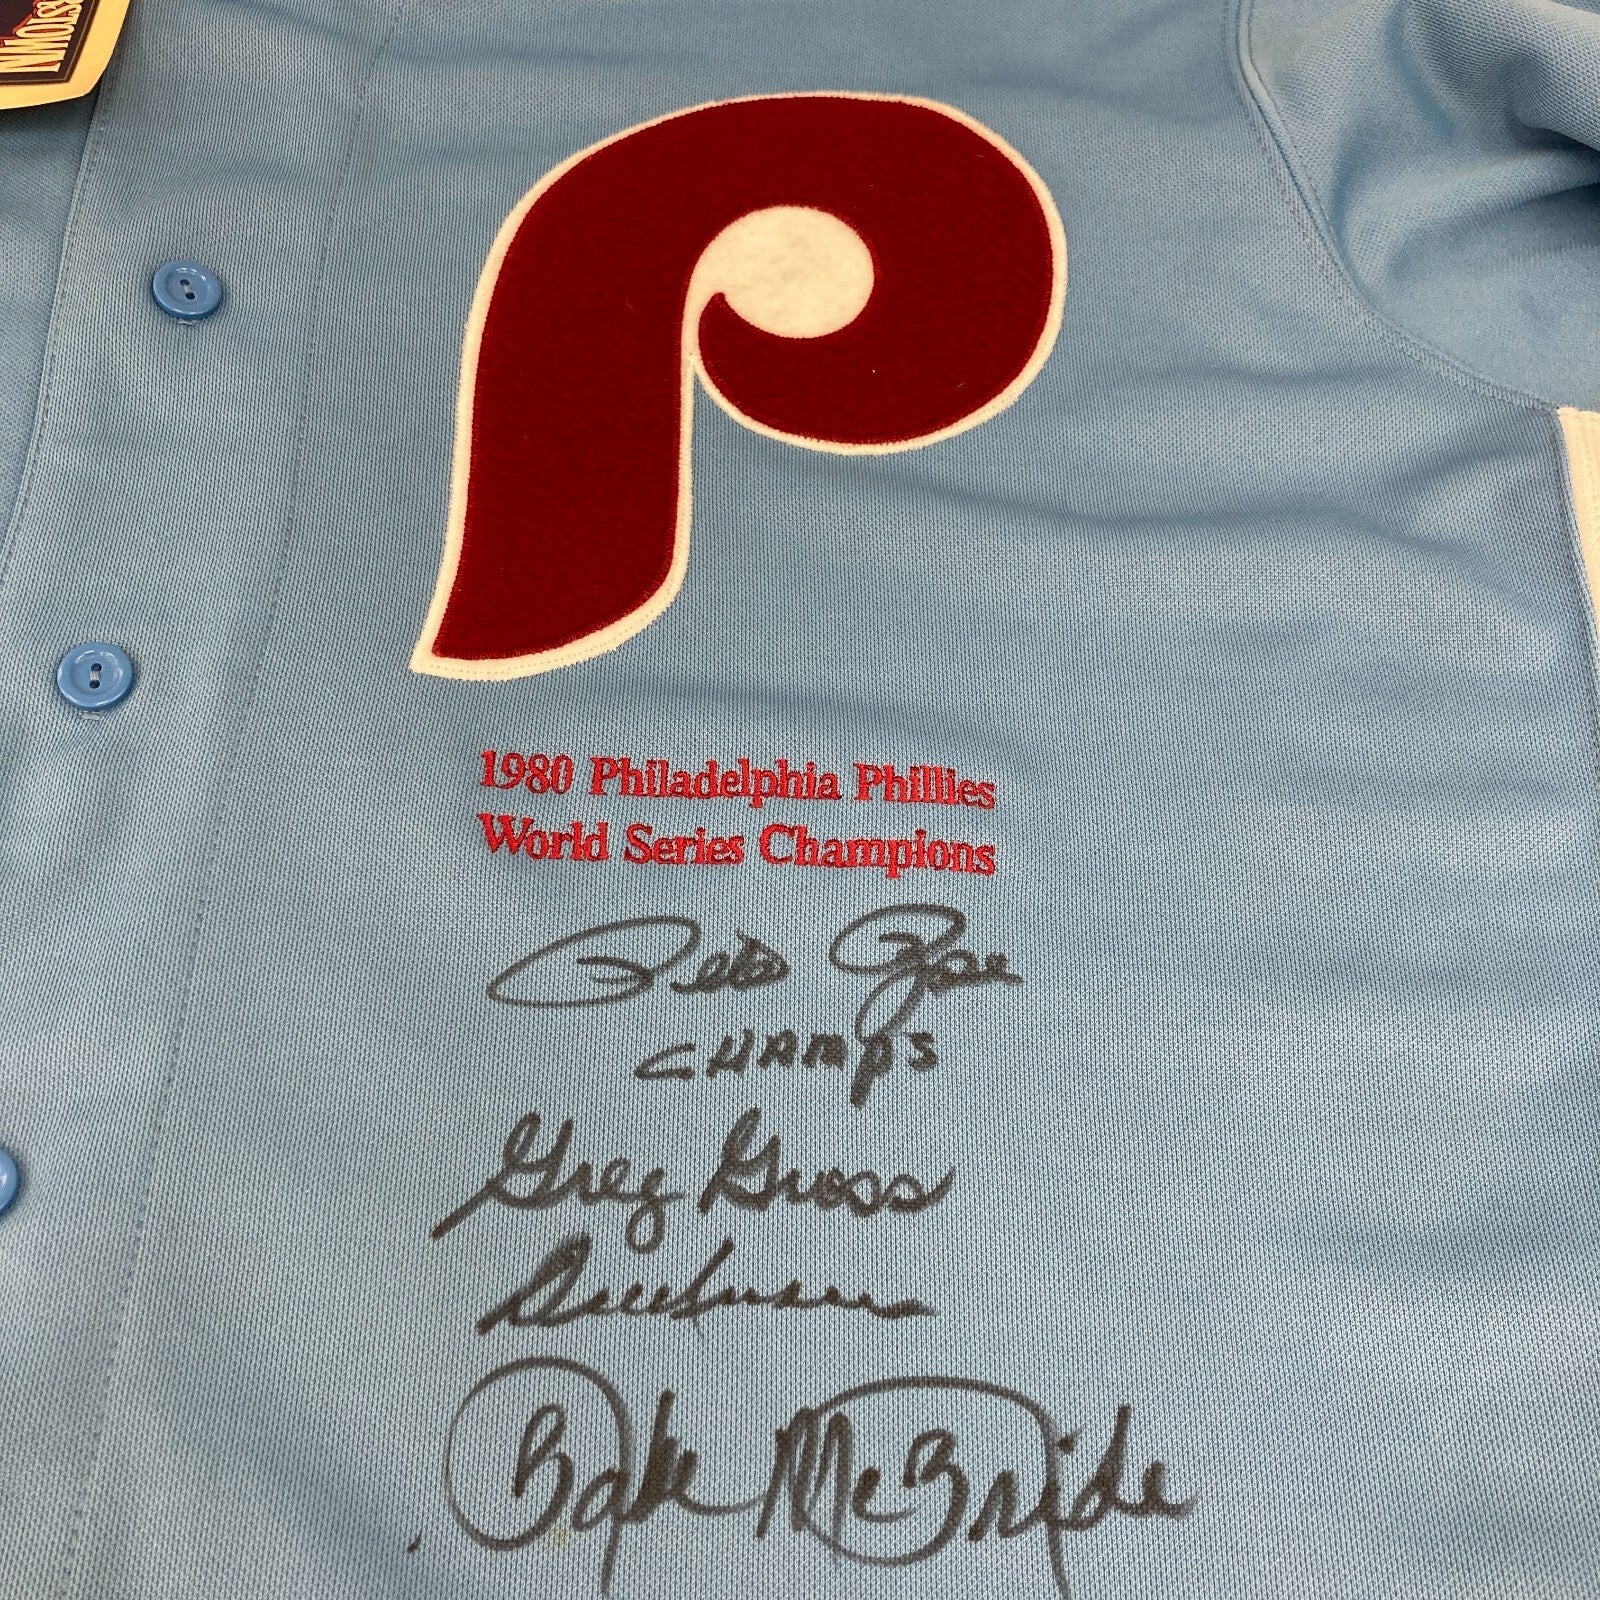 P
1980 Philadelphia Phillies
World Series Champions
Pete Rose
CHAMPS
Greg Gross
Bake McBride